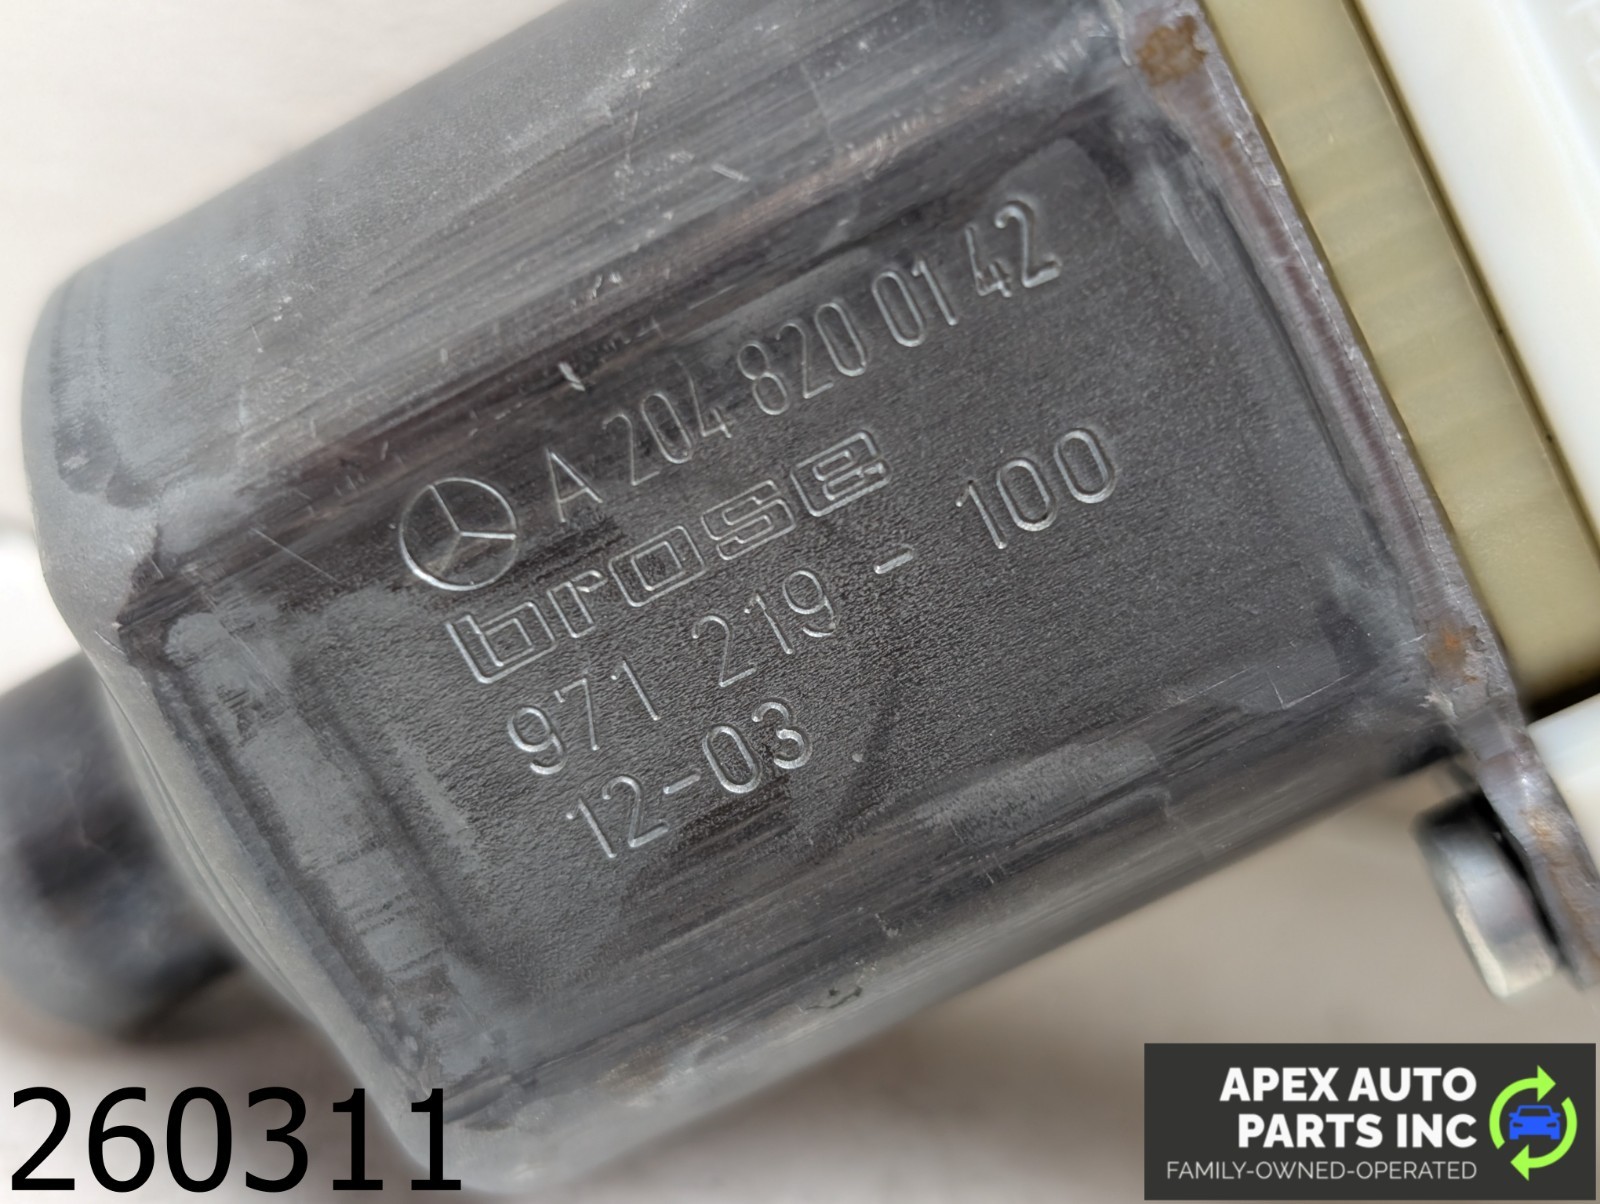 A 204 820 01 42
brose
971 219 - 100
12-03
260311
APEX AUTO
PARTS INC
FAMILY-OWNED-OPERATED